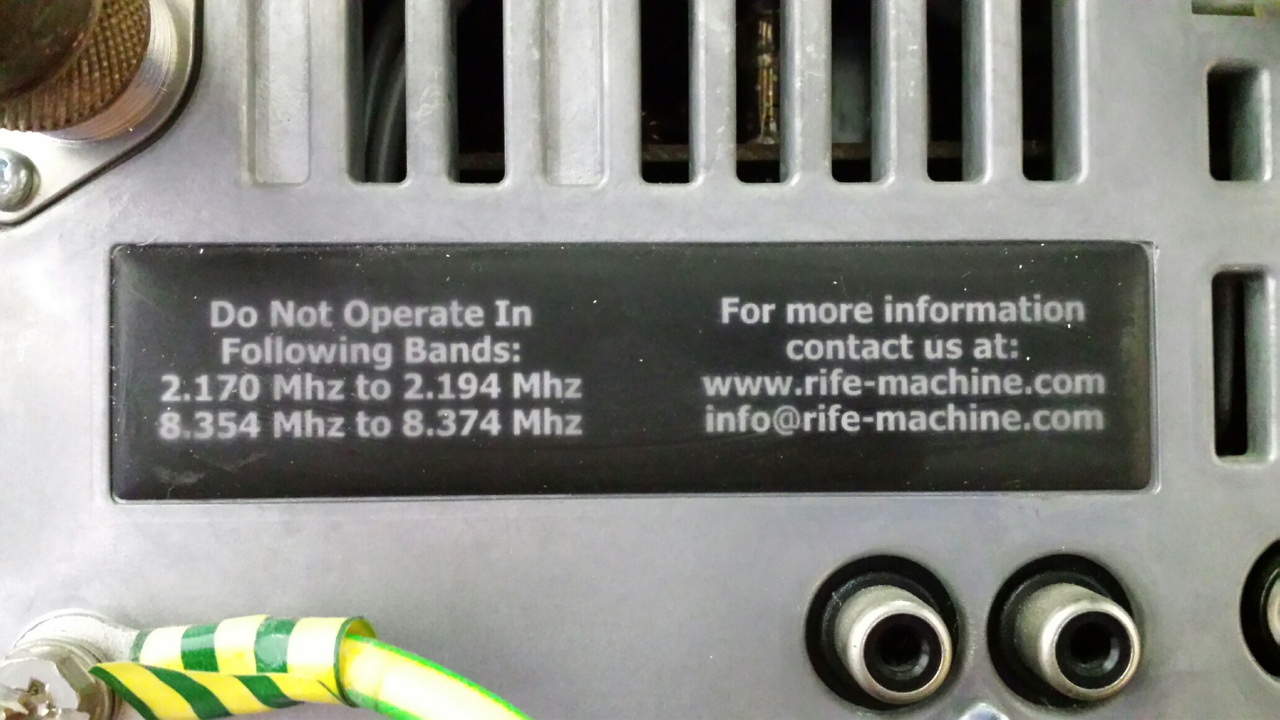 Do Not Operate In
Following Bands:
2.170 Mhz to 2.194 Mhz
8.354 Mhz to 8.374 Mhz
For more information
contact us at:
www.rife-machine.com
info@rife-machine.com